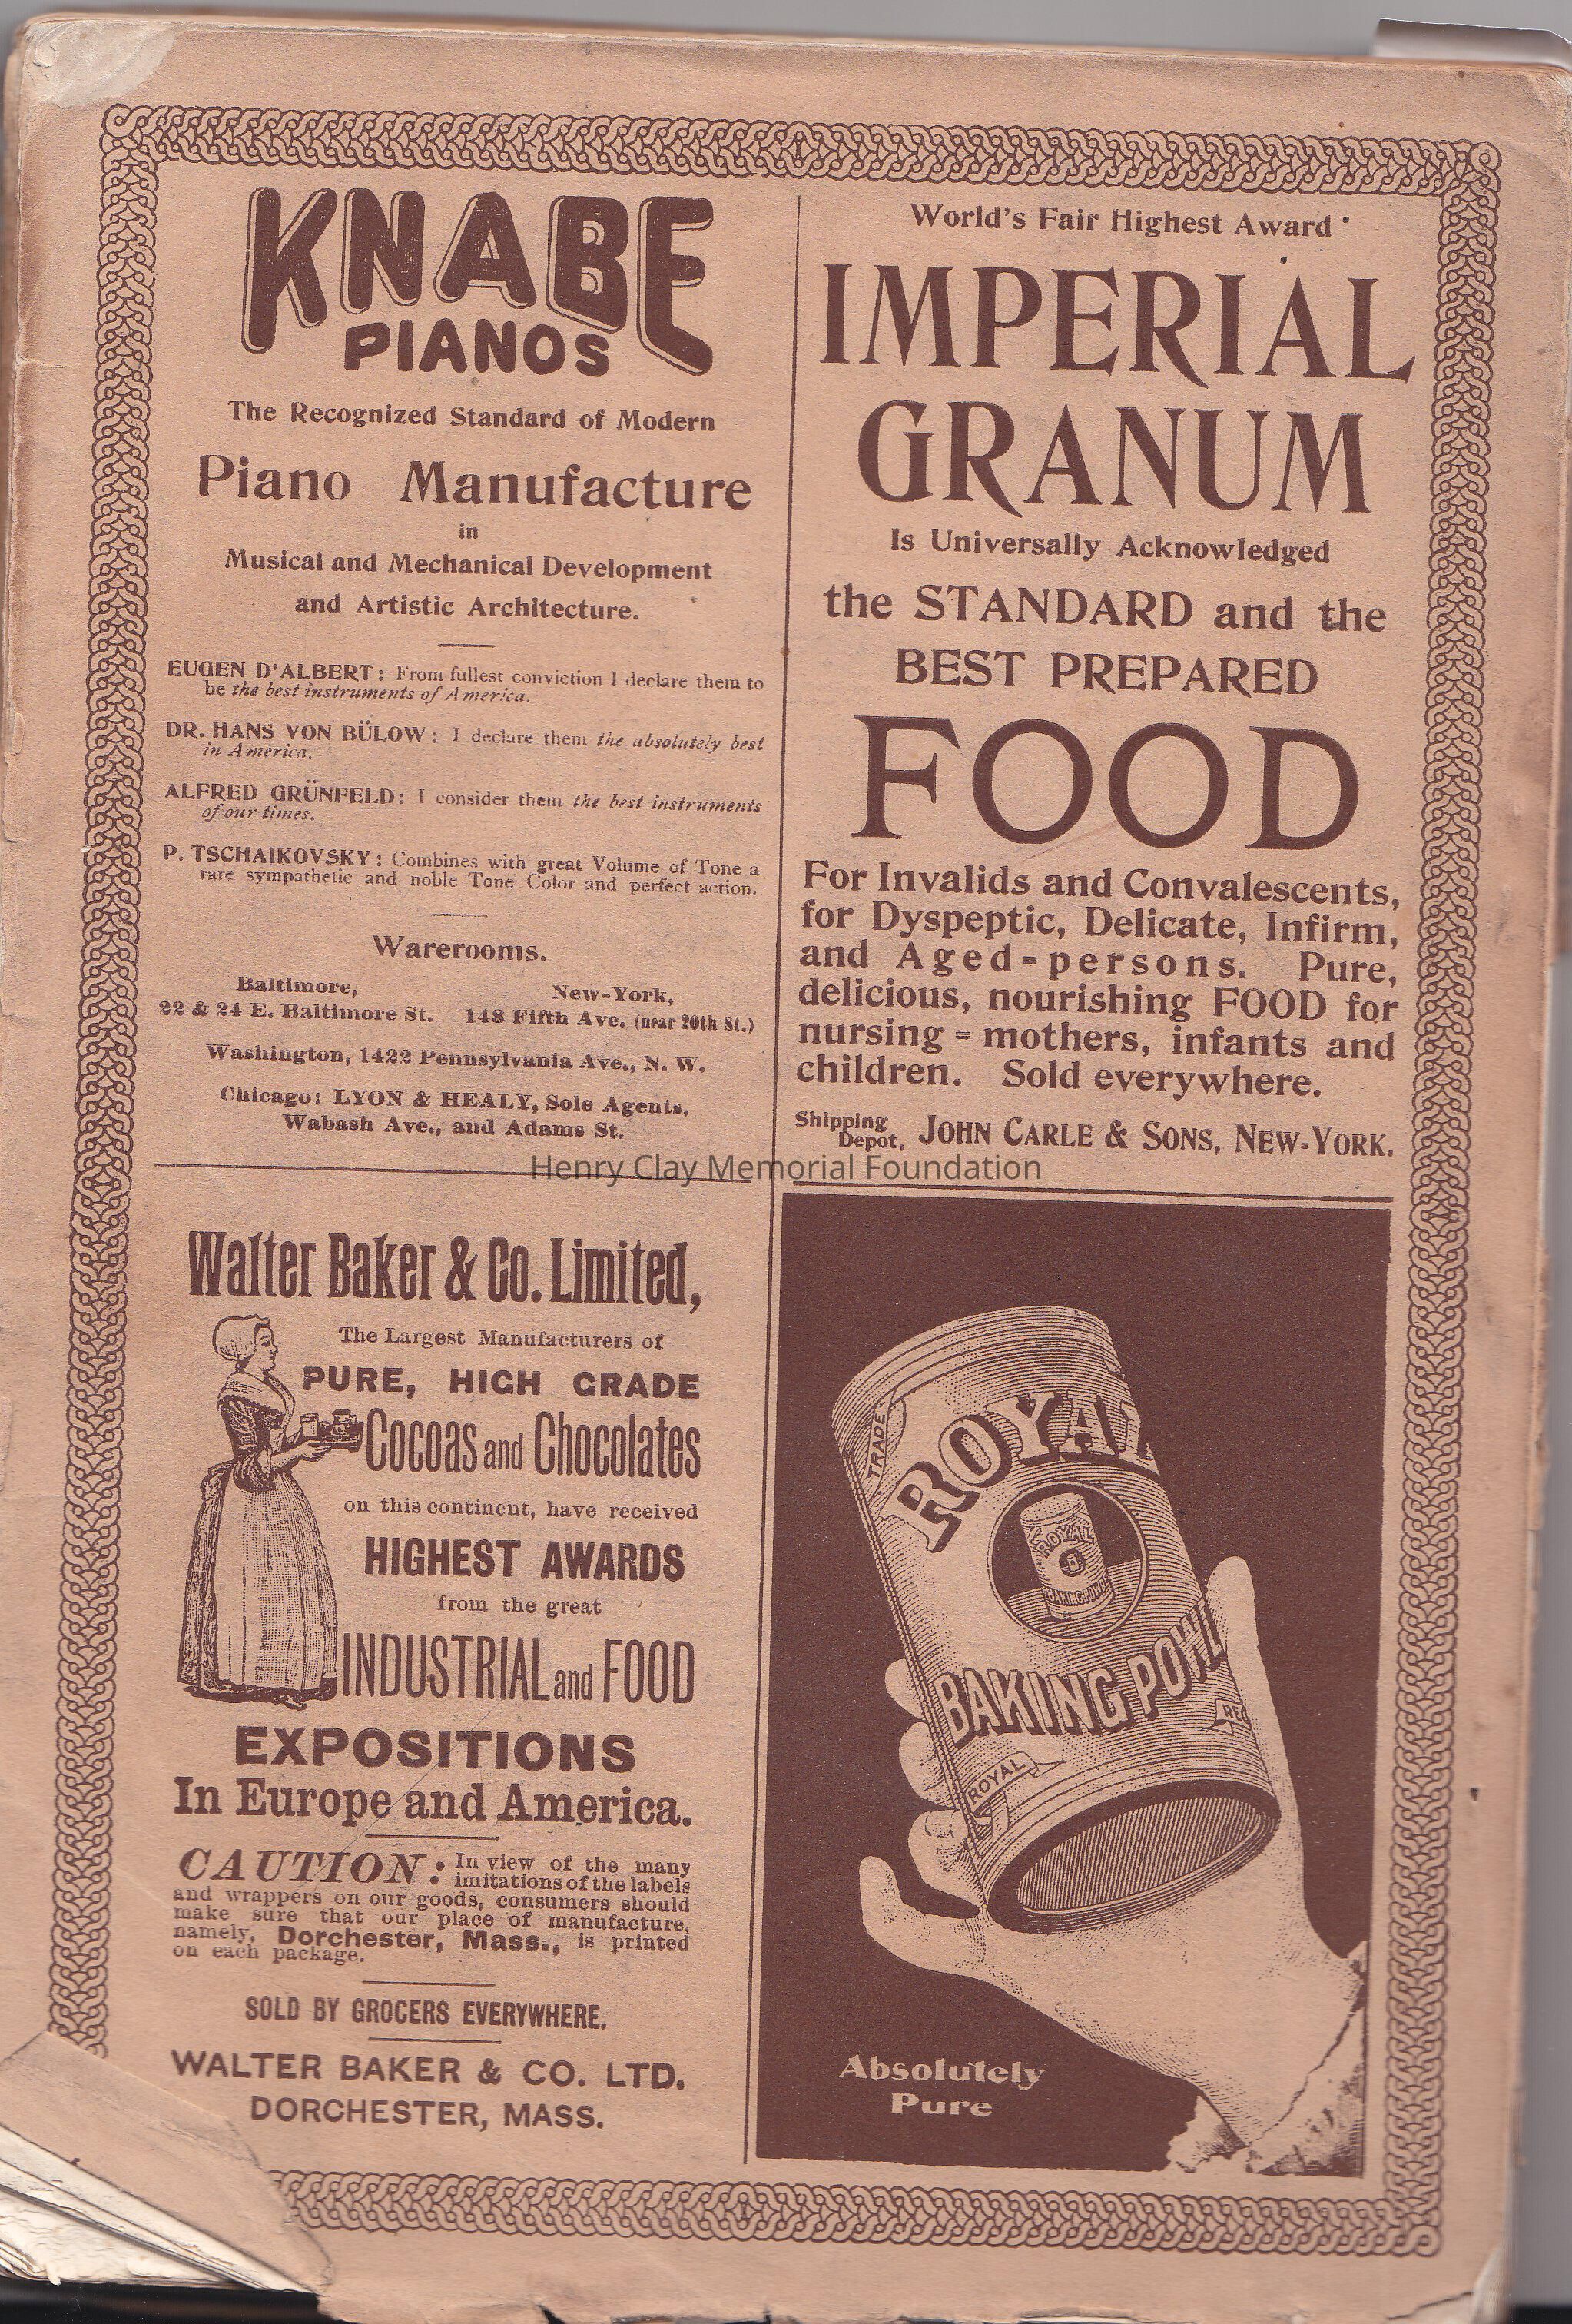 KNABE
PIANOS
The Recognized Standard of Modern
Piano Manufacture
in
Musical and Mechanical Development
and Artistic Architecture.
EUGEN D'ALBERT: From fullest conviction I declare them to
be the best instruments of America.
DR. HANS VON BÜLOW: I declare them the absolutely best
in America.
ALFRED GRÜNFELD: I consider them the best instruments
of our times.
P. TSCHAIKOVSKY: Combines with great Volume of Tone a
rare sympathetic and noble Tone Color and perfect action.
Warerooms.
Baltimore,
22 & 24 E. Baltimore St.
New-York,
148 Fifth Ave. (near 20th St.)
Washington, 1422 Pennsylvania Ave., N. W.
Chicago: LYON & HEALY, Sole Agents,
Wabash Ave., and Adams St.
World's Fair Highest Award
IMPERIAL
GRANUM
Is Universally Acknowledged
the STANDARD and the
BEST PREPARED
FOOD
For Invalids and Convalescents,
for Dyspeptic, Delicate, Infirm,
and Aged-persons. Pure,
delicious, nourishing FOOD for
nursing-mothers, infants and
children. Sold everywhere.
Shipping
Depot, JOHN CARLE & SONS, NEW-YORK.
Henry Clay Memorial Foundation
Walter Baker & Co. Limited,
The Largest Manufacturers of
PURE, HIGH GRADE
Cocoas and Chocolates
on this continent, have received
HIGHEST AWARDS
from the great
INDUSTRIAL and FOOD
EXPOSITIONS
In Europe and America.
CAUTION: In view of the many
imitations of the labels
and wrappers on our goods, consumers should
make sure that our place of manufacture,
namely, Dorchester, Mass., is printed
on each package.
SOLD BY GROCERS EVERYWHERE.
WALTER BAKER & CO. LTD.
DORCHESTER, MASS.
TRADE
ROYAL
ROYAL
BAKING POWD
BAKING POWD
REG
ROYAL
Absolutely
Pure